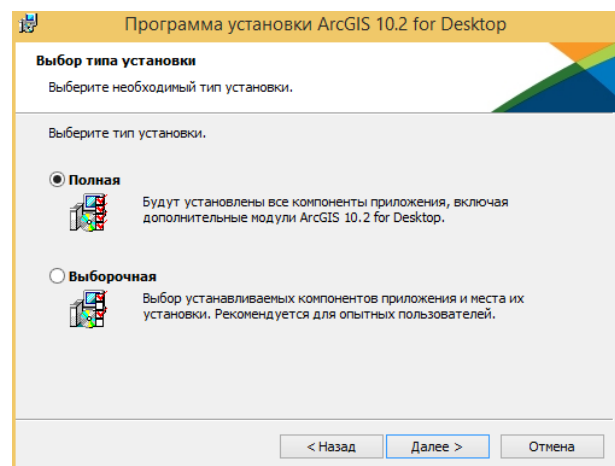 Программа установки ArcGIS 10.2 for Desktop
Выбор типа установки
Выберите необходимый тип установки.
Выберите тип установки.
Полная
Будут установлены все компоненты приложения, включая
дополнительные модули ArcGIS 10.2 for Desktop.
Выборочная
Выбор устанавливаемых компонентов приложения и места их
установки. Рекомендуется для опытных пользователей.
< Назад Далее > Отмена